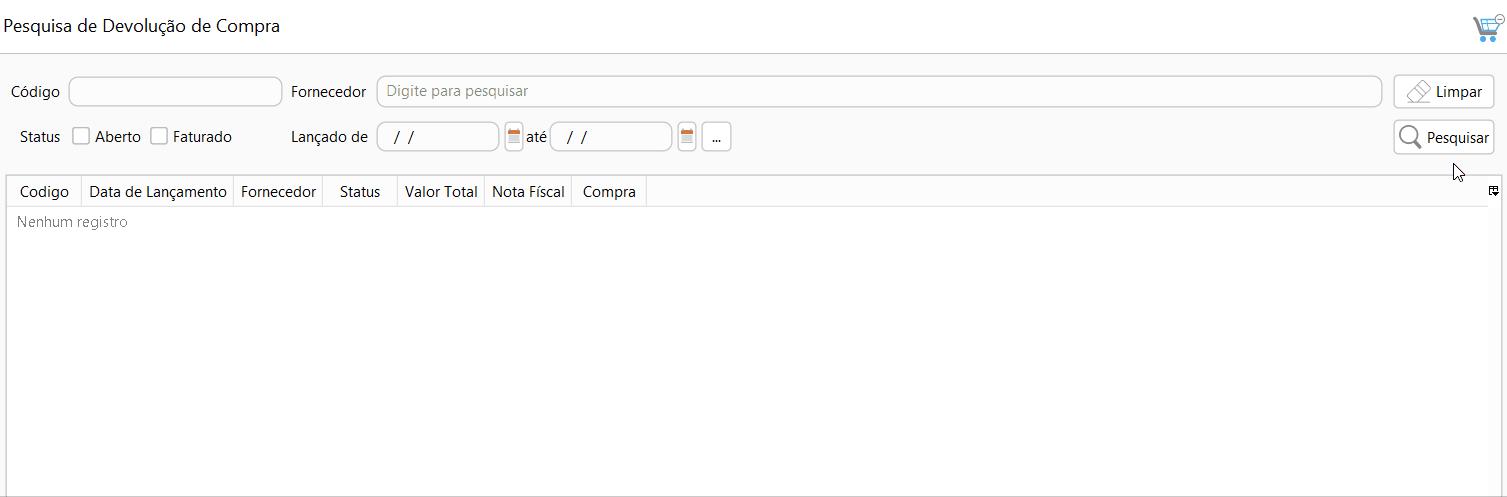 Pesquisa de Devolução de Compra
Código Fornecedor Digite para pesquisar Limpar
Status Aberto Faturado Lançado de / / até / / ... Pesquisar
Codigo Data de Lançamento Fornecedor Status Valor Total Nota Físcal Compra
Nenhum registro